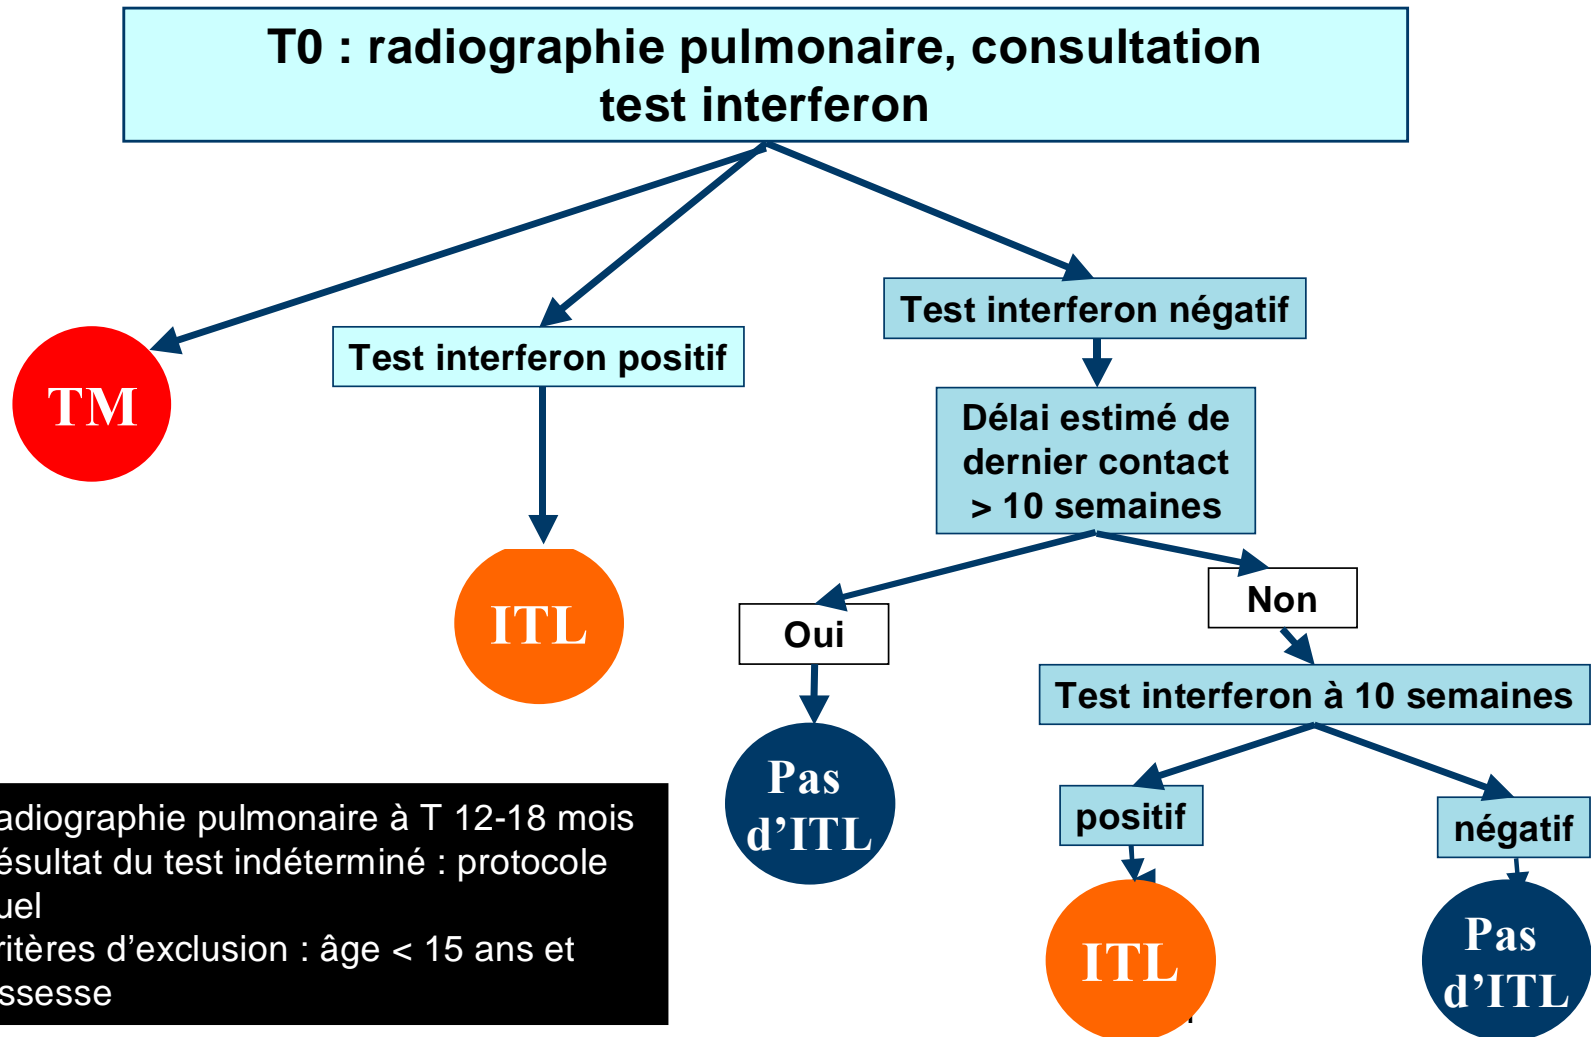 T0 : radiographie pulmonaire, consultation
test interferon
Test interferon négatif
Test interferon positif
TM
Délai estimé de
dernier contact
> 10 semaines
ITL
Oui
Non
Test interferon à 10 semaines
Pas
d’ITL
positif
négatif
ITL
Pas
d’ITL
adiographie pulmonaire à T 12-18 mois
ésultat du test indéterminé : protocole
uel
ritères d’exclusion : âge < 15 ans et
ssesse